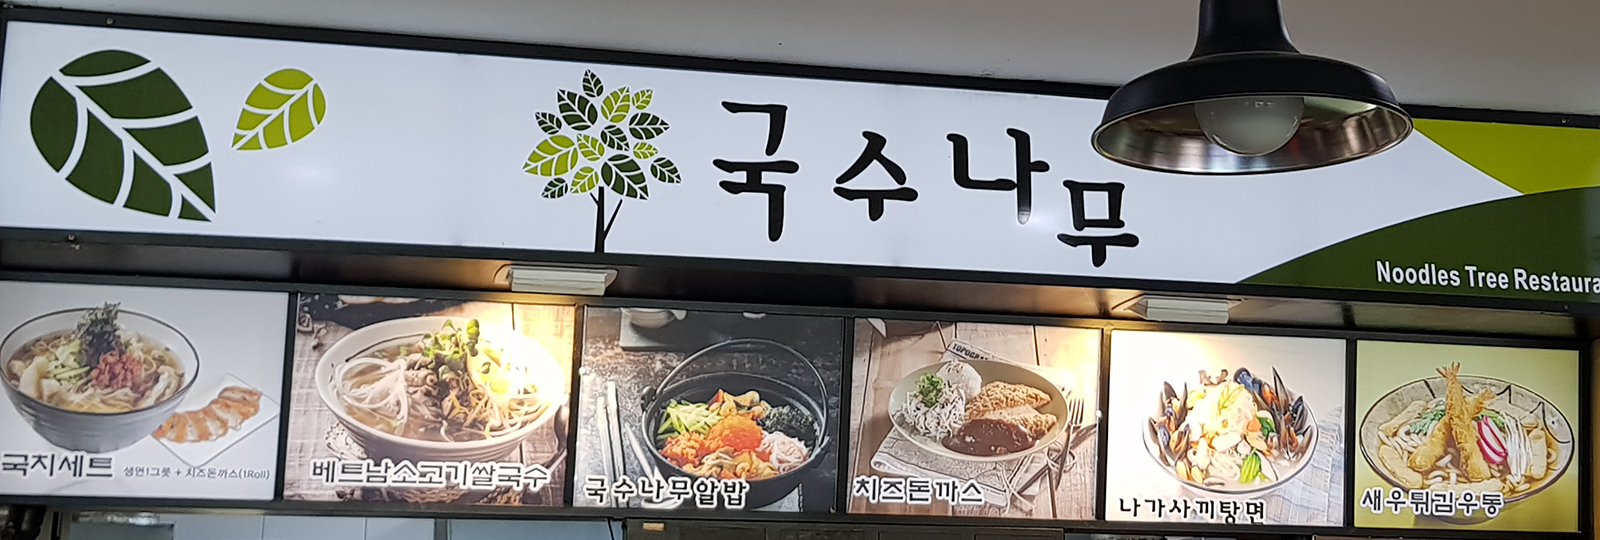 국수나무
Noodles Tree Restaura
국치세트 생면1그릇 + 치즈돈까스(1Roll)
베트남소고기쌀국수
국수나무알밥
치즈돈까스
나가사끼탕면
새우튀김우동